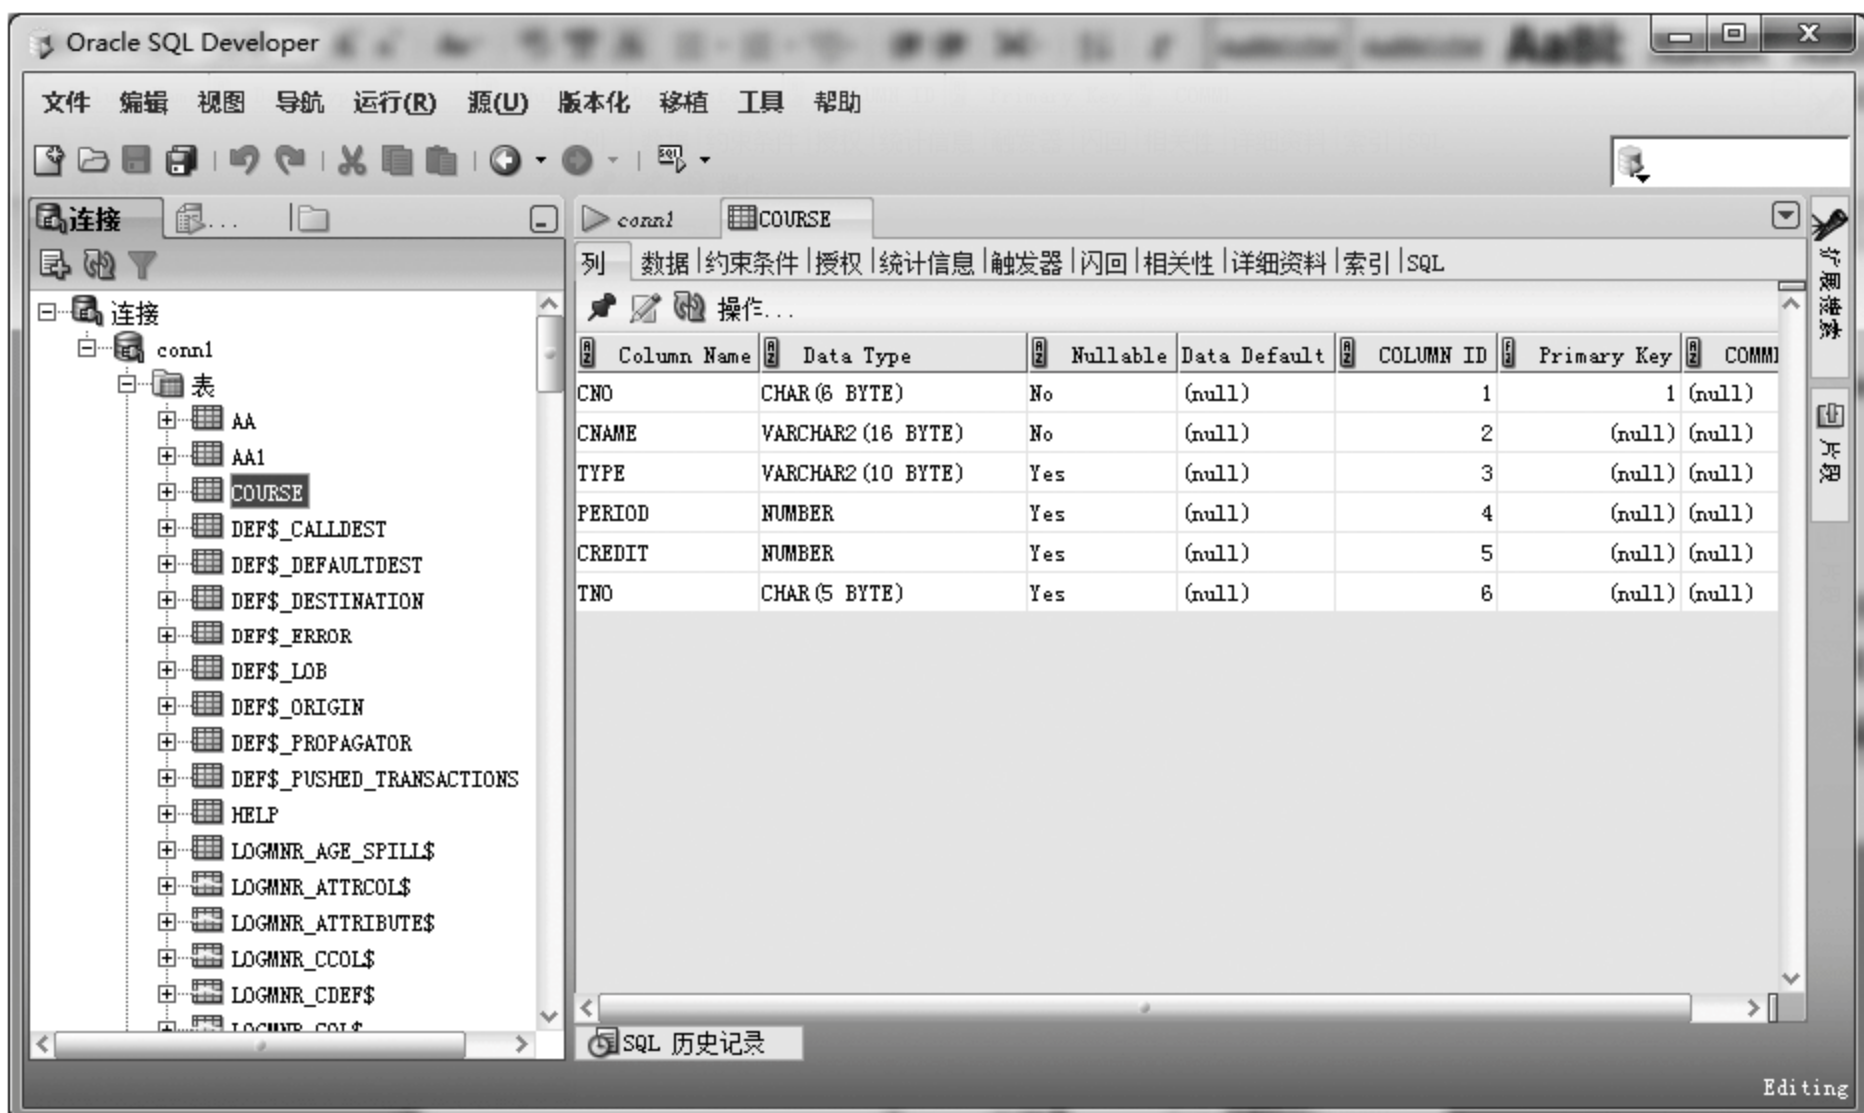 Oracle SQL Developer
文件 编辑 视图 导航 运行(R) 源(U) 版本化 移植 工具 帮助
连接 ...
连接
conn1
表
AA
AA1
COURSE
DEF$_CALLDEST
DEF$_DEFAULTDEST
DEF$_DESTINATION
DEF$_ERROR
DEF$_LOB
DEF$_ORIGIN
DEF$_PROPAGATOR
DEF$_PUSHED_TRANSACTIONS
HELP
LOGMNR_AGE_SPILL$
LOGMNR_ATTRCOL$
LOGMNR_ATTRIBUTE$
LOGMNR_CCOL$
LOGMNR_CDEF$
LOGMNR_COL$
conn1 COURSE
列 数据 约束条件 授权 统计信息 触发器 闪回 相关性 详细资料 索引 SQL
操作...
Column Name Data Type Nullable Data Default COLUMN ID Primary Key COMM
CNO CHAR(6 BYTE) No (null) 1 1 (null)
CNAME VARCHAR2(16 BYTE) No (null) 2 (null) (null)
TYPE VARCHAR2(10 BYTE) Yes (null) 3 (null) (null)
PERIOD NUMBER Yes (null) 4 (null) (null)
CREDIT NUMBER Yes (null) 5 (null) (null)
TNO CHAR(5 BYTE) Yes (null) 6 (null) (null)
SQL 历史记录
扩展搜索
片段
Editing